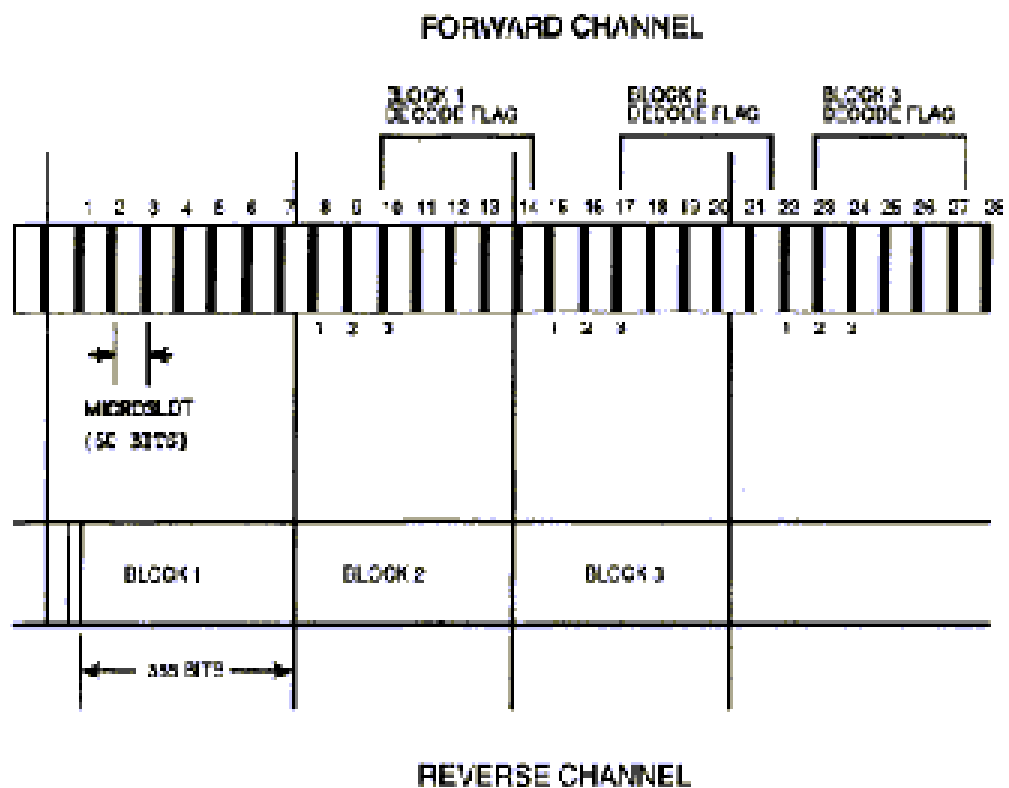 FORWARD CHANNEL
BLOCK 1
DECODE FLAG
BLOCK 2
DECODE FLAG
BLOCK 3
DECODE FLAG
1 2 3 4 5 6 7 8 9 10 11 12 13 14 15 16 17 18 19 20 21 22 23 24 25 26 27 28
1 2 3 1 2 3 1 2 3
MICROSLOT
(60 BITS)
BLOCK 1 BLOCK 2 BLOCK 3
BITS
REVERSE CHANNEL